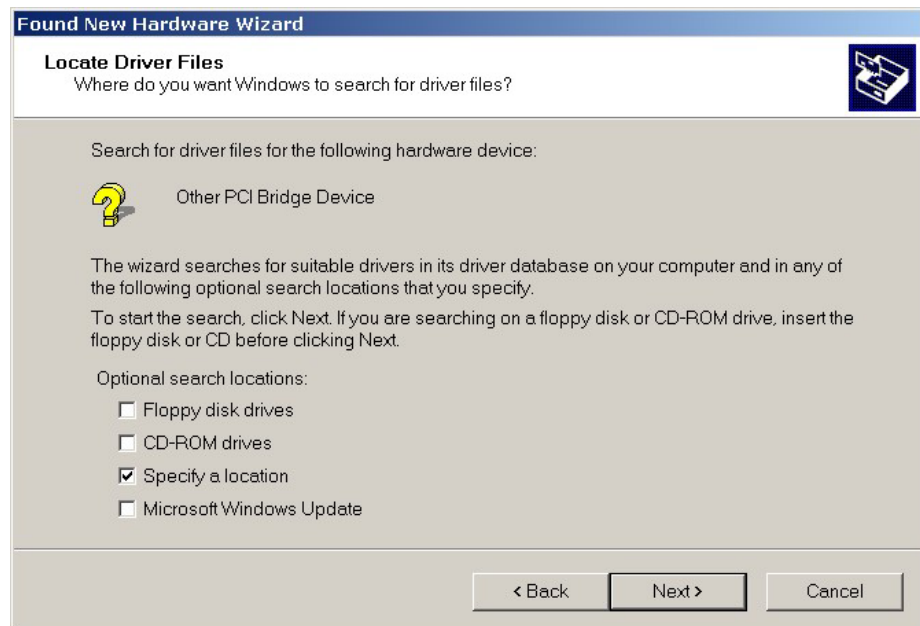 Found New Hardware Wizard
Locate Driver Files
Where do you want Windows to search for driver files?
Search for driver files for the following hardware device:
Other PCI Bridge Device
The wizard searches for suitable drivers in its driver database on your computer and in any of
the following optional search locations that you specify.
To start the search, click Next. If you are searching on a floppy disk or CD-ROM drive, insert the
floppy disk or CD before clicking Next.
Optional search locations:
Floppy disk drives
CD-ROM drives
Specify a location
Microsoft Windows Update
< Back Next > Cancel